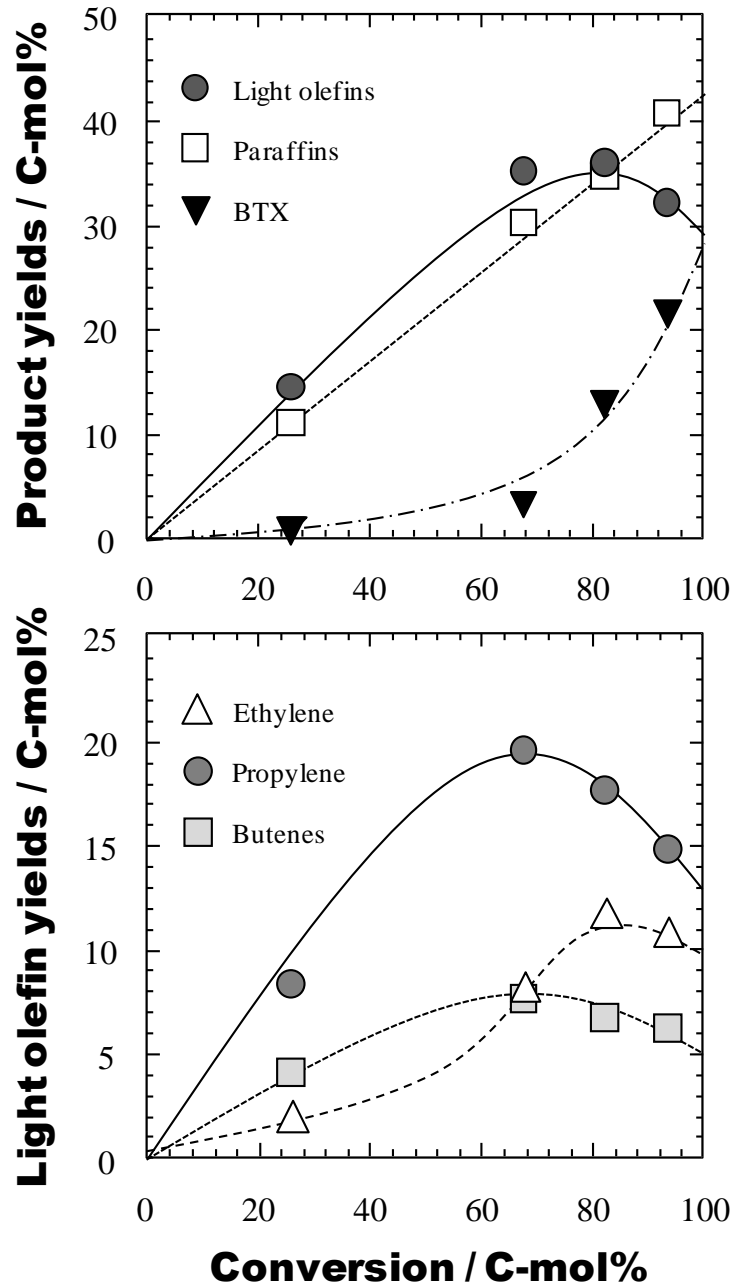 Product yields / C-mol%
50
40
30
20
10
0
Light olefins
Paraffins
BTX
0 20 40 60 80 100
Light olefin yields / C-mol%
25
20
15
10
5
0
Ethylene
Propylene
Butenes
0 20 40 60 80 100
Conversion / C-mol%